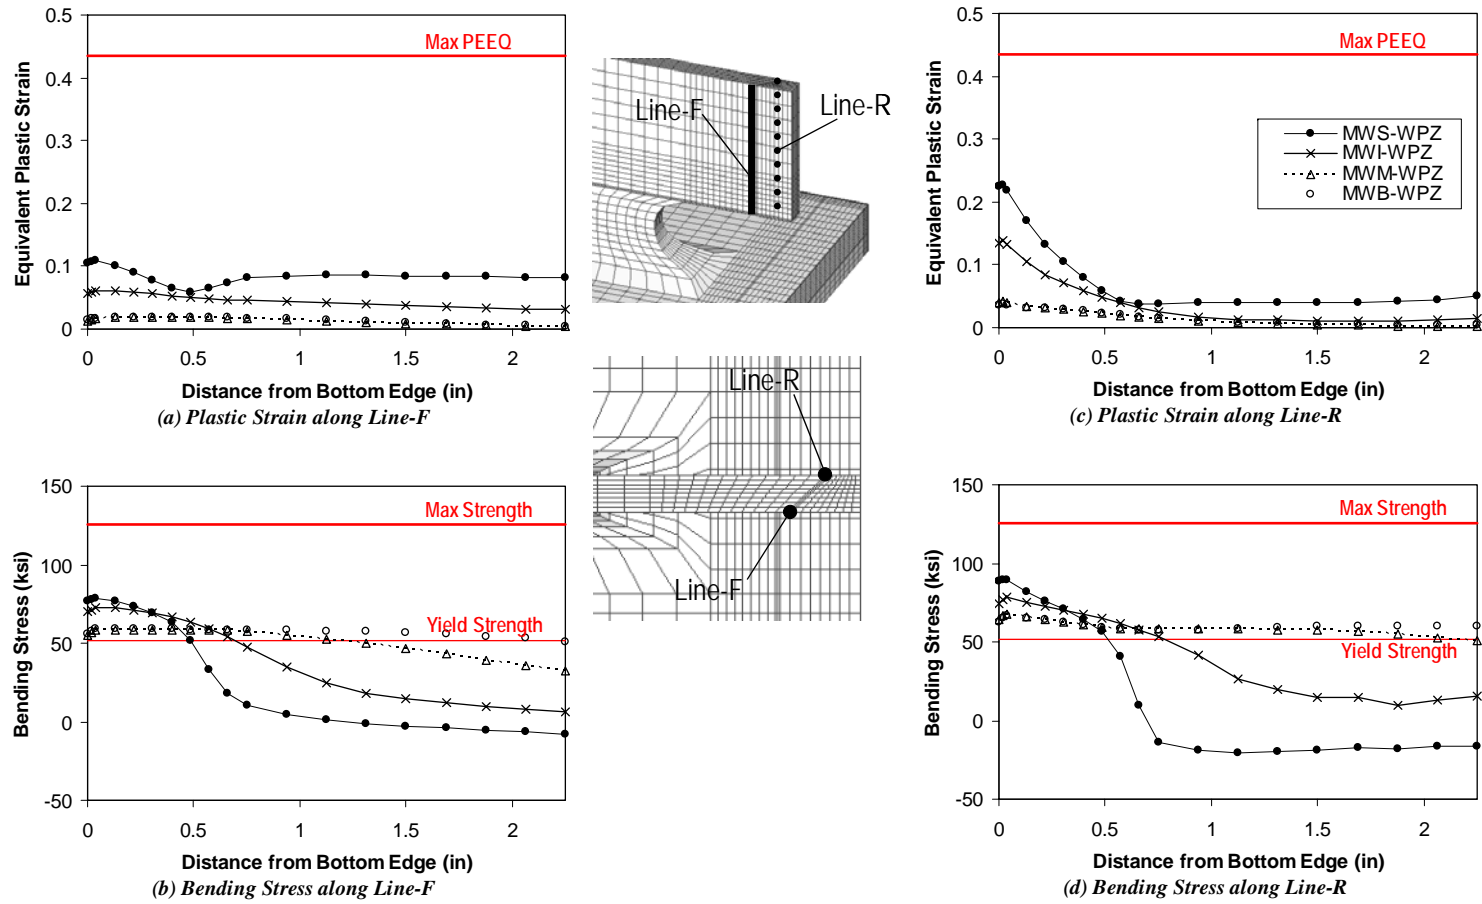 0.5
0.4
0.3
0.2
0.1
0
Equivalent Plastic Strain
Max PEEQ
0 0.5 1 1.5 2
Distance from Bottom Edge (in)
(a) Plastic Strain along Line-F
Line-F
Line-R
0.5
0.4
0.3
0.2
0.1
0
Equivalent Plastic Strain
Max PEEQ
MWS-WPZ
MWI-WPZ
MWM-WPZ
MWB-WPZ
0 0.5 1 1.5 2
Distance from Bottom Edge (in)
(c) Plastic Strain along Line-R
150
100
50
0
-50
Bending Stress (ksi)
Max Strength
Yield Strength
0 0.5 1 1.5 2
Distance from Bottom Edge (in)
(b) Bending Stress along Line-F
Line-R
Line-F
150
100
50
0
-50
Bending Stress (ksi)
Max Strength
Yield Strength
0 0.5 1 1.5 2
Distance from Bottom Edge (in)
(d) Bending Stress along Line-R